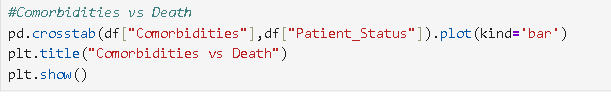 #Comorbidities vs Death
pd.crosstab(df["Comorbidities"],df["Patient_Status"]).plot(kind='bar')
plt.title("Comorbidities vs Death")
plt.show()